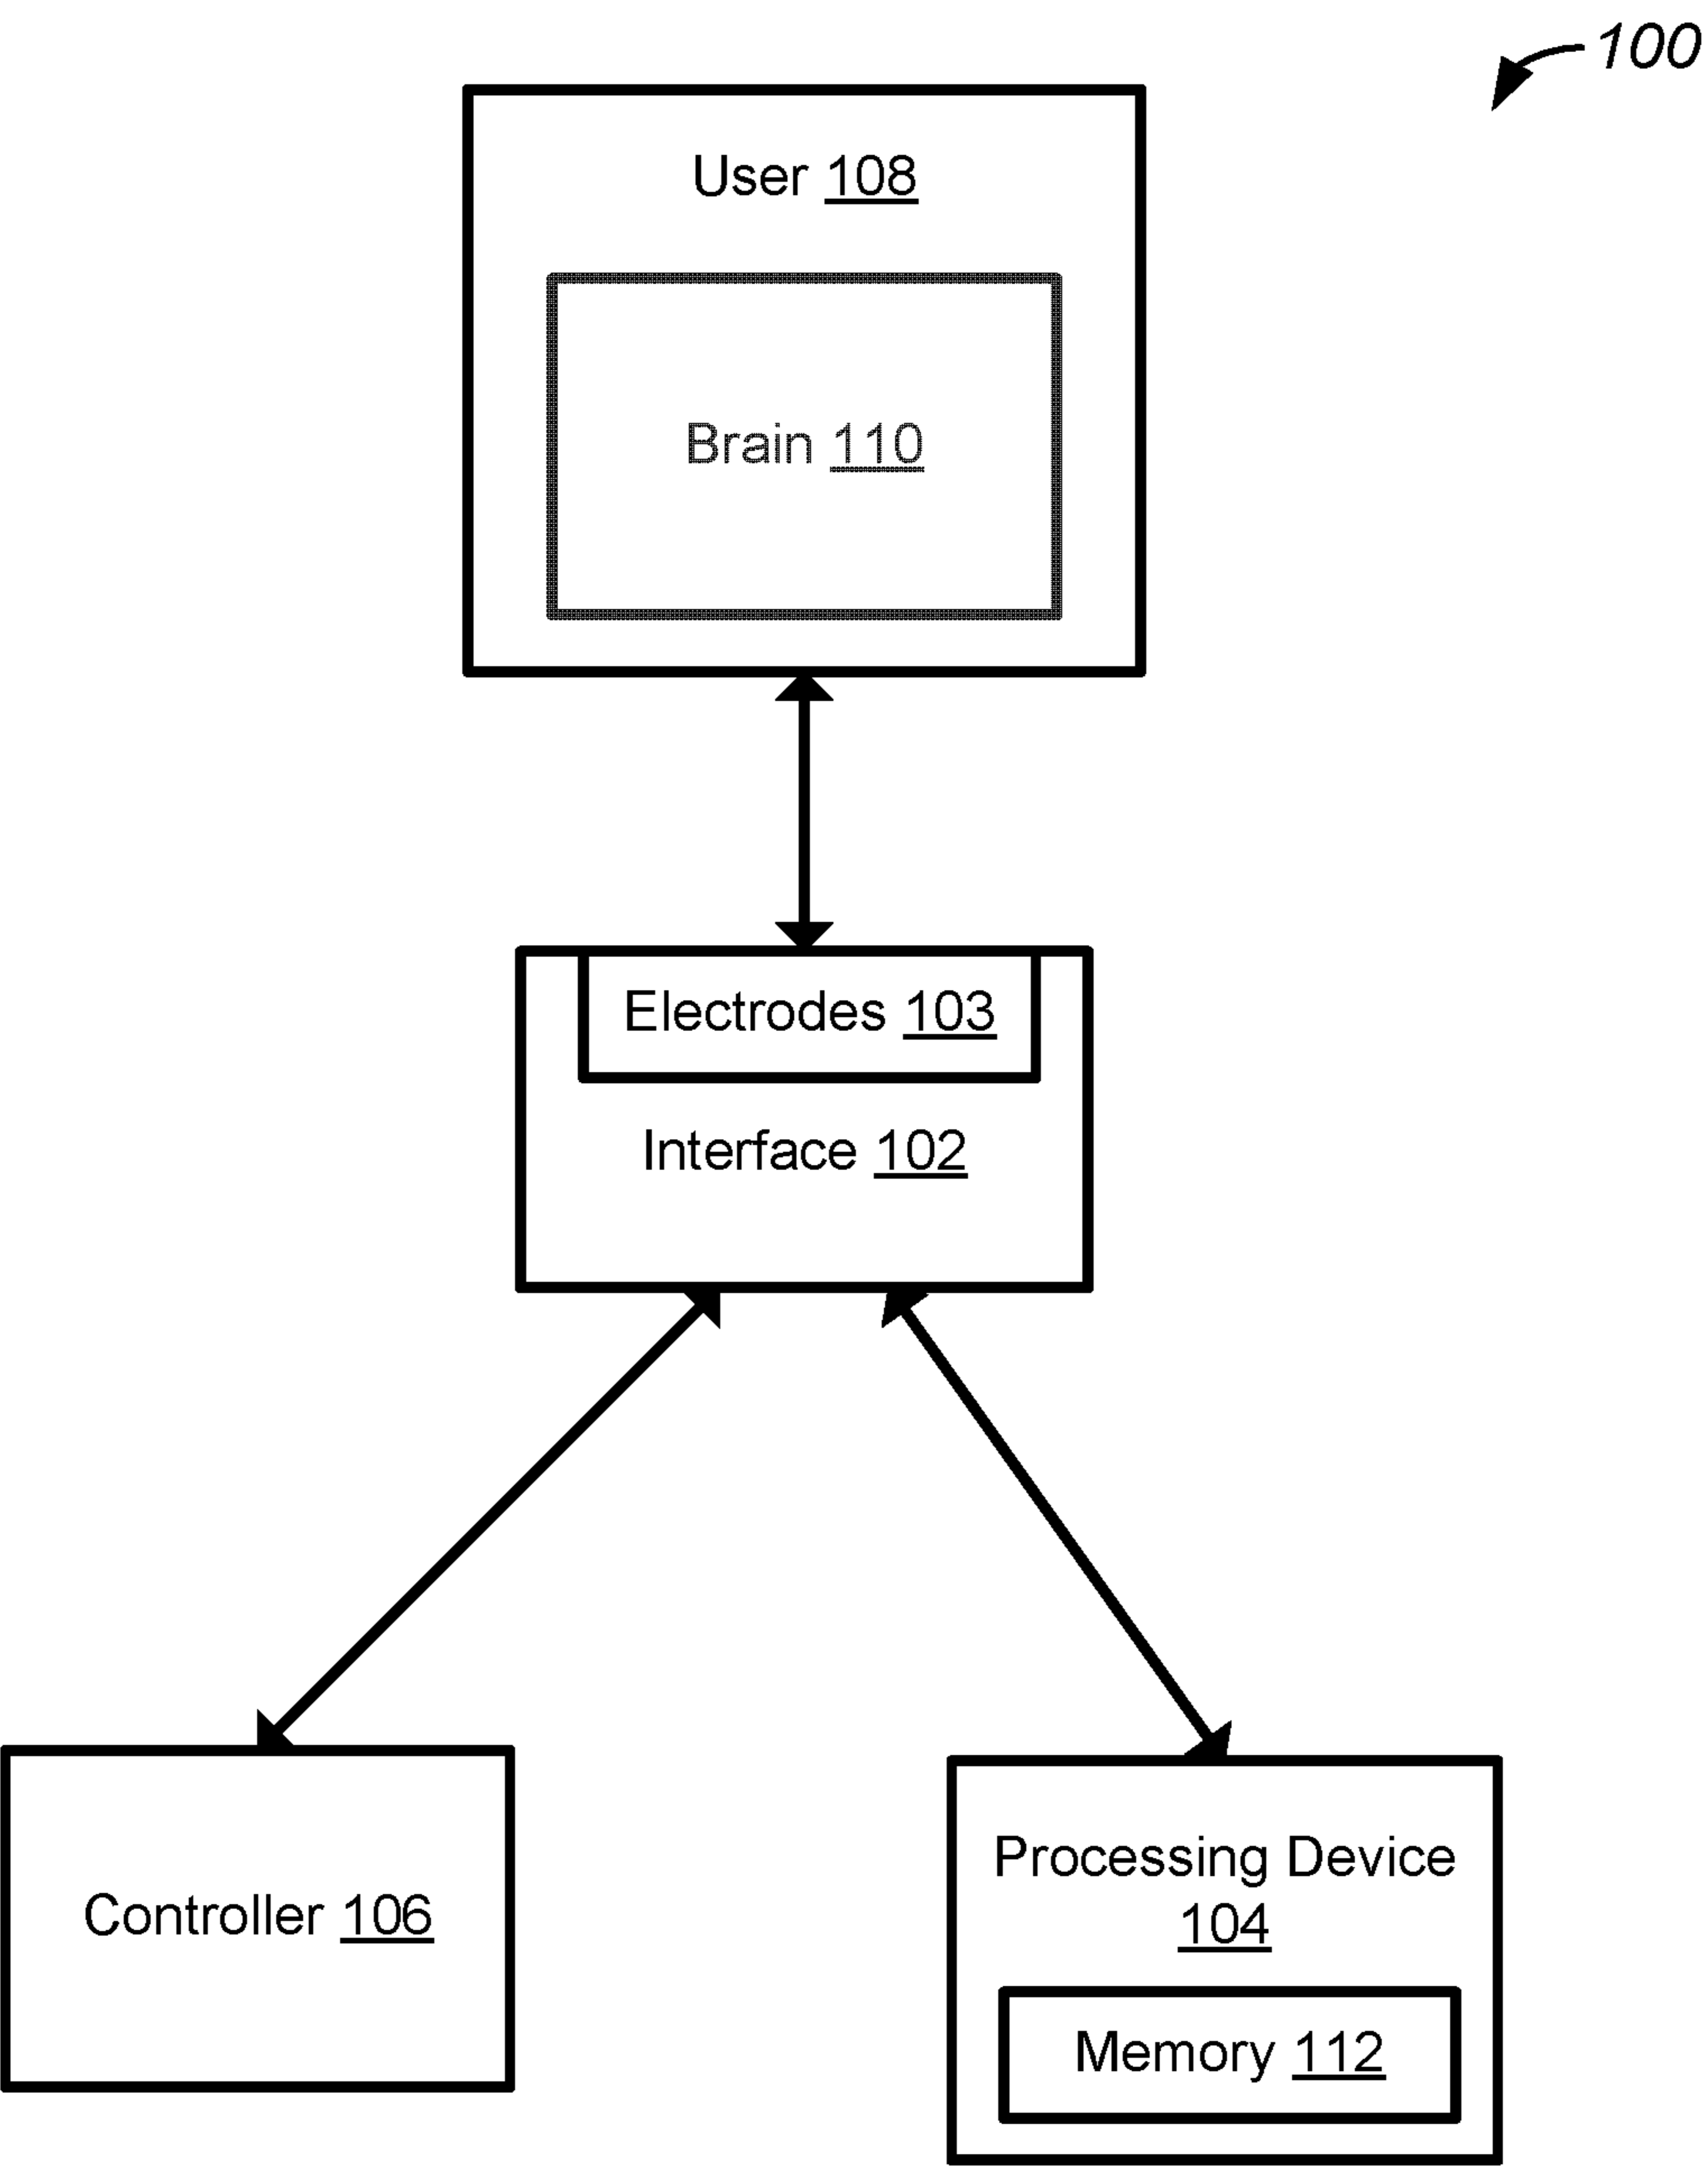 100
User 108
Brain 110
Electrodes 103
Interface 102
Controller 106
Processing Device
104
Memory 112